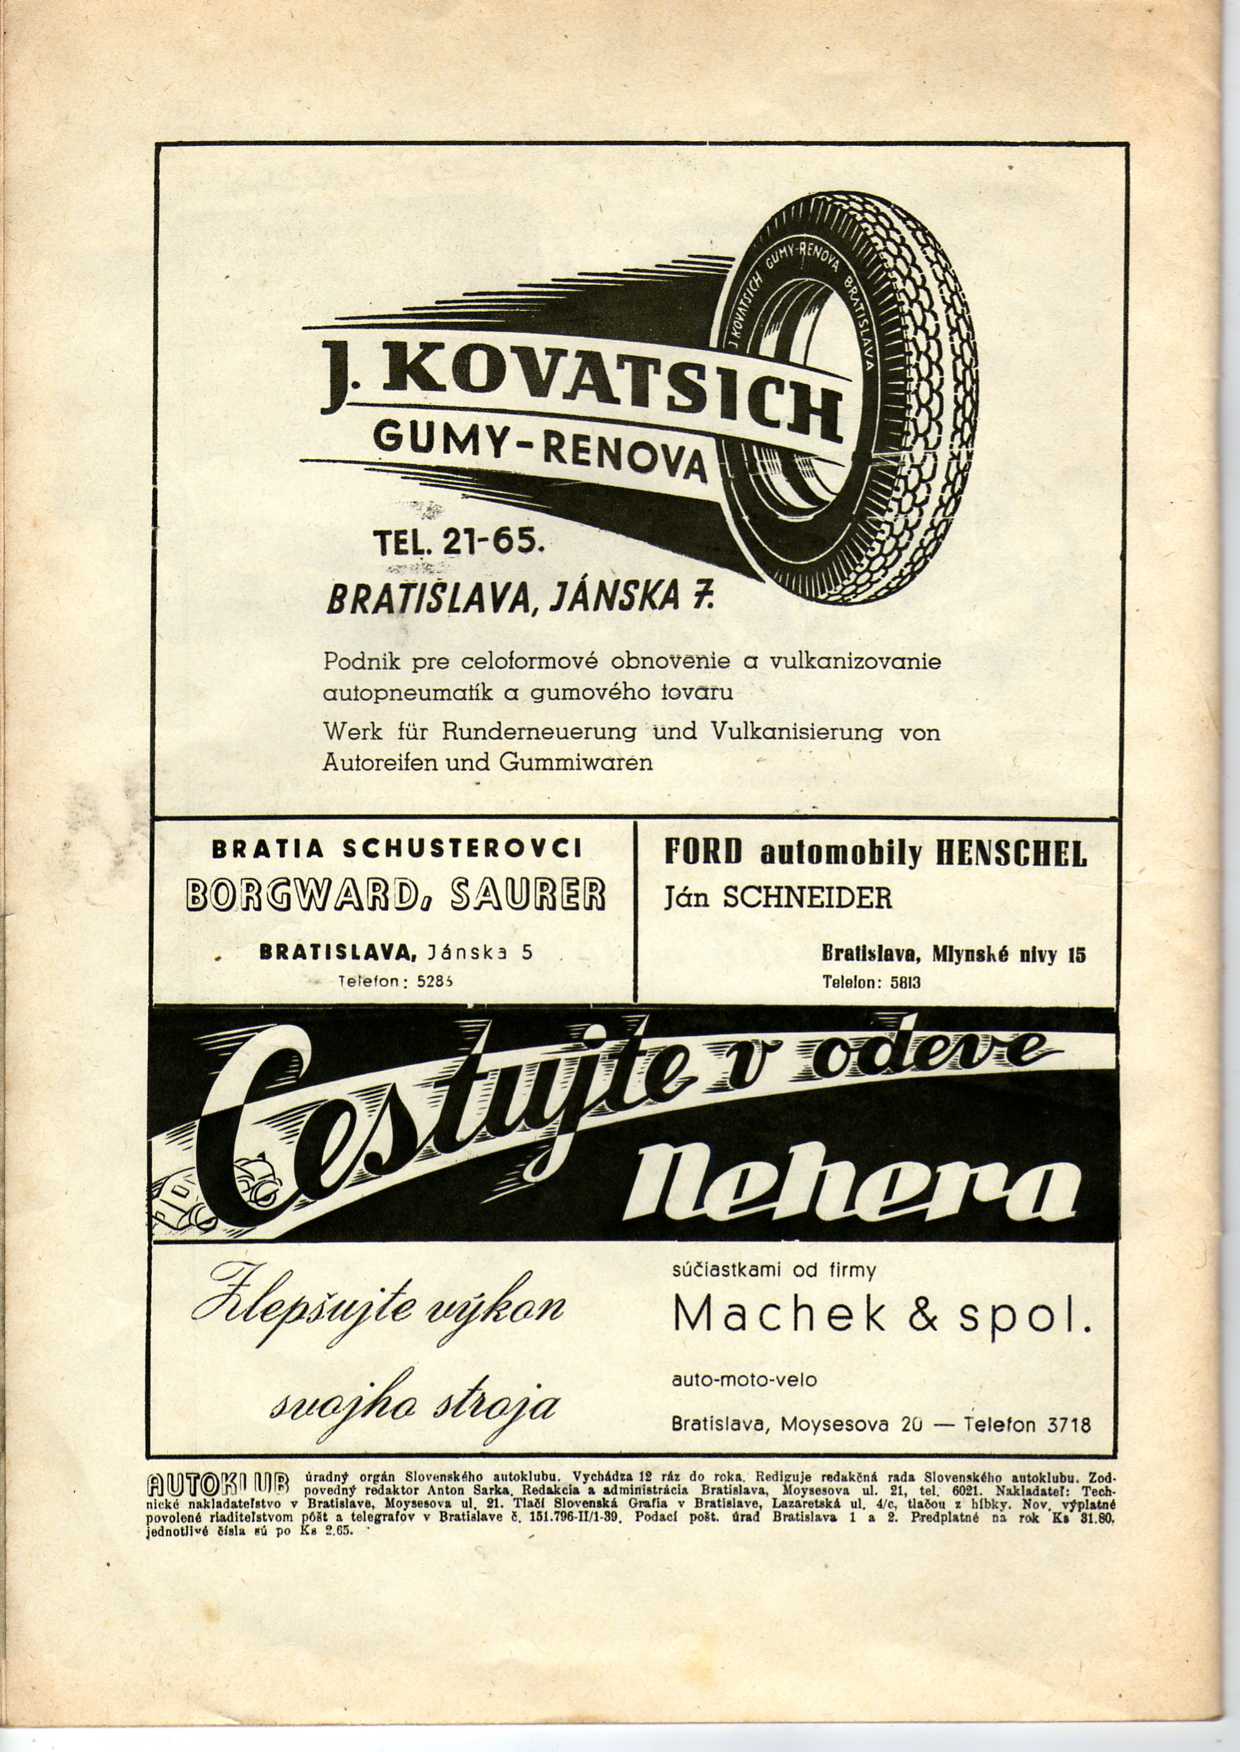 J KOVATSICH GUMY-RENOVA BRATISLAVA
J. KOVATSICH
GUMY-RENOVA
TEL. 21-65.
BRATISLAVA, JÁNSKA 7.
Podnik pre celoformové obnovenie a vulkanizovanie
autopneumatík a gumového tovaru
Werk für Runderneuerung und Vulkanisierung von
Autoreifen und Gummiwaren
BRATIA SCHUSTEROVCI
BORGWARD, SAURER
BRATISLAVA, Jánska 5
Telefon:
FORD automobily HENSCHEL
Ján SCHNEIDER
Bratislava, Mlynské nivy 15
Telefon: 5813
Cestujte v odeve
Nehera
Zlepšujte výkon
svojho stroja
súčiastkami od firmy
Machek & spol.
auto-moto-velo
Bratislava, Moysesova 20 — Telefon 3718
AUTOKLUB úradný orgán Slovenského autoklubu. Vychádza 12 ráz do roka. Rediguje redakčná rada Slovenského autoklubu. Zod-
povedný redaktor Anton Sarka. Redakcia a administrácia Bratislava, Moysesova ul. 21, tel. 6021. Nakladateľ: Tech-
nické nakladateľstvo v Bratislave, Moysesova ul. 21. Tlačí Slovenská Grafia v Bratislave, Lazaretská ul. 4/c, tlačou z hĺbky. Nov. výplatné
povolené riaditeľstvom pôšt a telegrafov v Bratislave č. 151.796-II/1-39. Podací pošt. úrad Bratislava 1 a 2. Predplatné na rok Ks 31.80,
jednotlivé čísla sú po Ks 2.65.